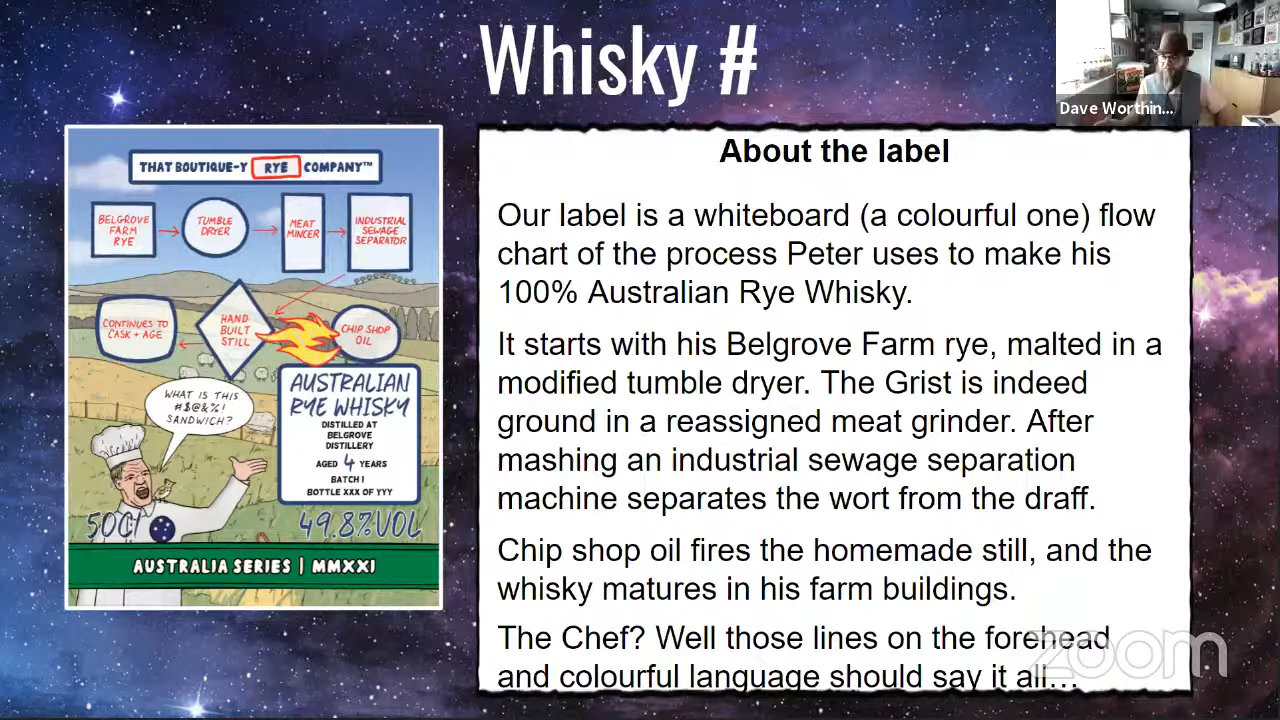 Whisky #
Dave Worthin...
THAT BOUTIQUE-Y RYE COMPANY™
BELGROVE
FARM
RYE
TUMBLE
DRYER
MEAT
MINCER
INDUSTRIAL
SEWAGE
SEPARATOR
CONTINUES TO
CASK + AGE
HAND
BUILT
STILL
CHIP SHOP
OIL
WHAT IS THIS
#$@&%!
SANDWICH?
AUSTRALIAN
RYE WHISKY
DISTILLED AT
BELGROVE
DISTILLERY
AGED 4 YEARS
BATCH 1
BOTTLE XXX OF YYY
50Cl
49.8%VOL
AUSTRALIA SERIES | MMXXI
About the label
Our label is a whiteboard (a colourful one) flow
chart of the process Peter uses to make his
100% Australian Rye Whisky.
It starts with his Belgrove Farm rye, malted in a
modified tumble dryer. The Grist is indeed
ground in a reassigned meat grinder. After
mashing an industrial sewage separation
machine separates the wort from the draff.
Chip shop oil fires the homemade still, and the
whisky matures in his farm buildings.
The Chef? Well those lines on the forehead
and colourful language should say it all…
zoom